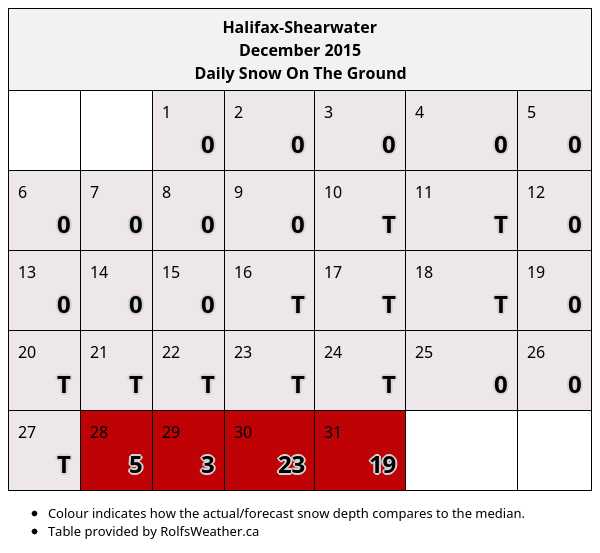 Halifax-Shearwater
December 2015
Daily Snow On The Ground
1 2 3 4 5
0 0 0 0 0
6 7 8 9 10 11 12
0 0 0 0 T T 0
13 14 15 16 17 18 19
0 0 0 T T T 0
20 21 22 23 24 25 26
T T T T T 0 0
27 28 29 30 31
T 5 3 23 19
• Colour indicates how the actual/forecast snow depth compares to the median.
• Table provided by RolfsWeather.ca